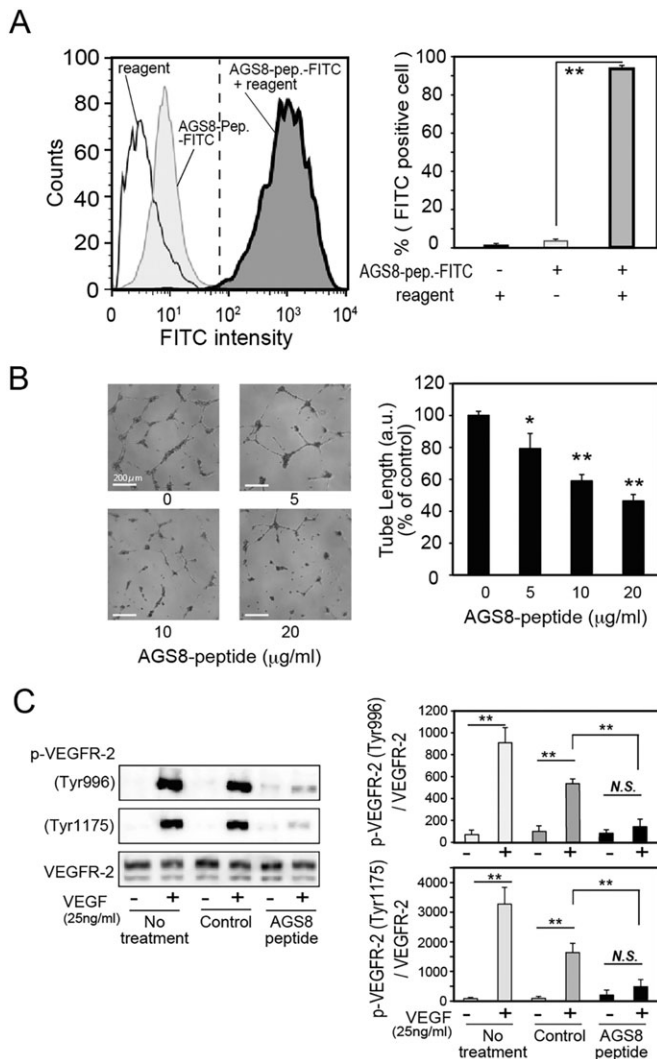 A
reagent
AGS8-Pep.
-FITC
AGS8-pep.-FITC
+ reagent
Counts
100
80
60
40
20
0
0 10¹ 10² 10³ 10⁴
FITC intensity
% ( FITC positive cell)
100
80
60
40
20
0
**
AGS8-pep.-FITC - + +
reagent + - +
B
200μm
0
5
10
20
AGS8-peptide (μg/ml)
Tube Length (a.u.)
(% of control)
120
100
80
60
40
20
0
*
**
**
0 5 10 20
AGS8-peptide (μg/ml)
C
p-VEGFR-2
(Tyr996)
(Tyr1175)
VEGFR-2
VEGF - + - + - +
(25ng/ml)
No
treatment
Control
AGS8
peptide
p-VEGFR-2 (Tyr996)
/ VEGFR-2
1200
1000
800
600
400
200
0
**
**
**
N.S.
- + - + - +
p-VEGFR-2 (Tyr1175)
/ VEGFR-2
4000
3000
2000
1000
0
**
**
**
N.S.
VEGF - + - + - +
(25ng/ml)
No
treatment
Control
AGS8
peptide